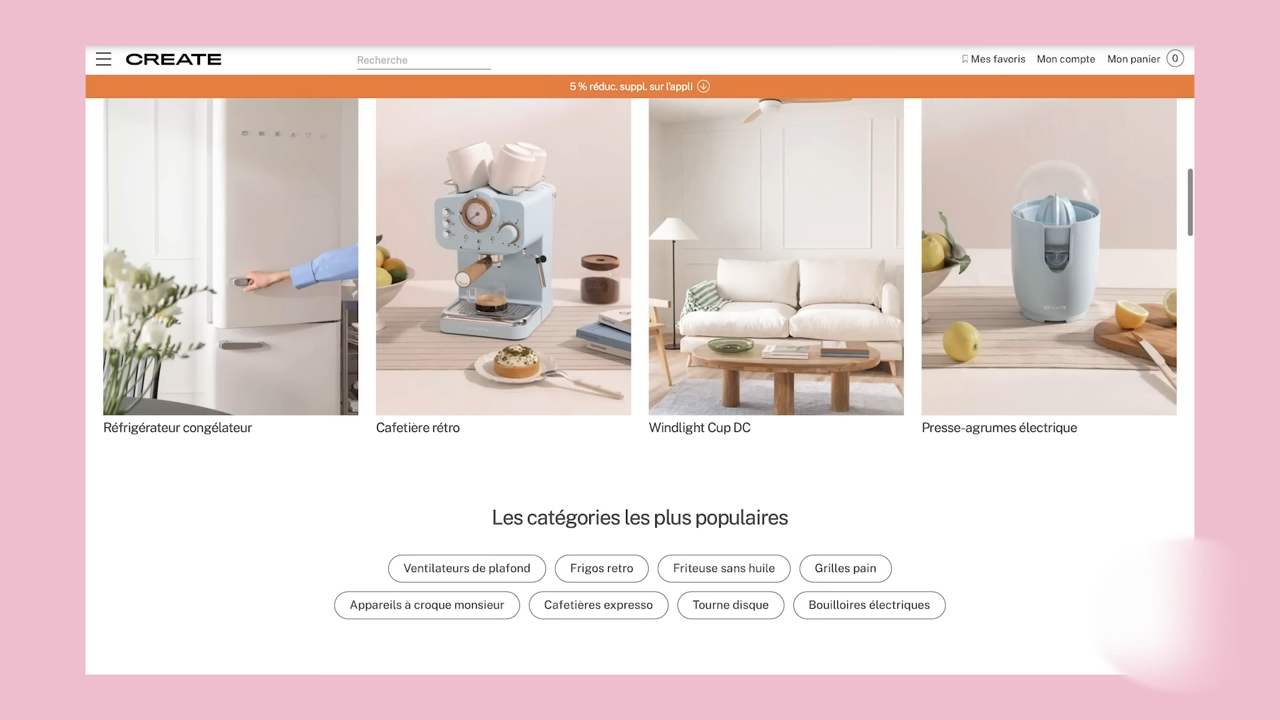 CREATE
Recherche
Mes favoris
Mon compte
Mon panier
0
5 % réduc. suppl. sur l'appli
CREATE
Réfrigérateur congélateur
Cafetière rétro
Windlight Cup DC
Presse-agrumes électrique
Les catégories les plus populaires
Ventilateurs de plafond
Frigos retro
Friteuse sans huile
Grilles pain
Appareils à croque monsieur
Cafetières expresso
Tourne disque
Bouilloires électriques